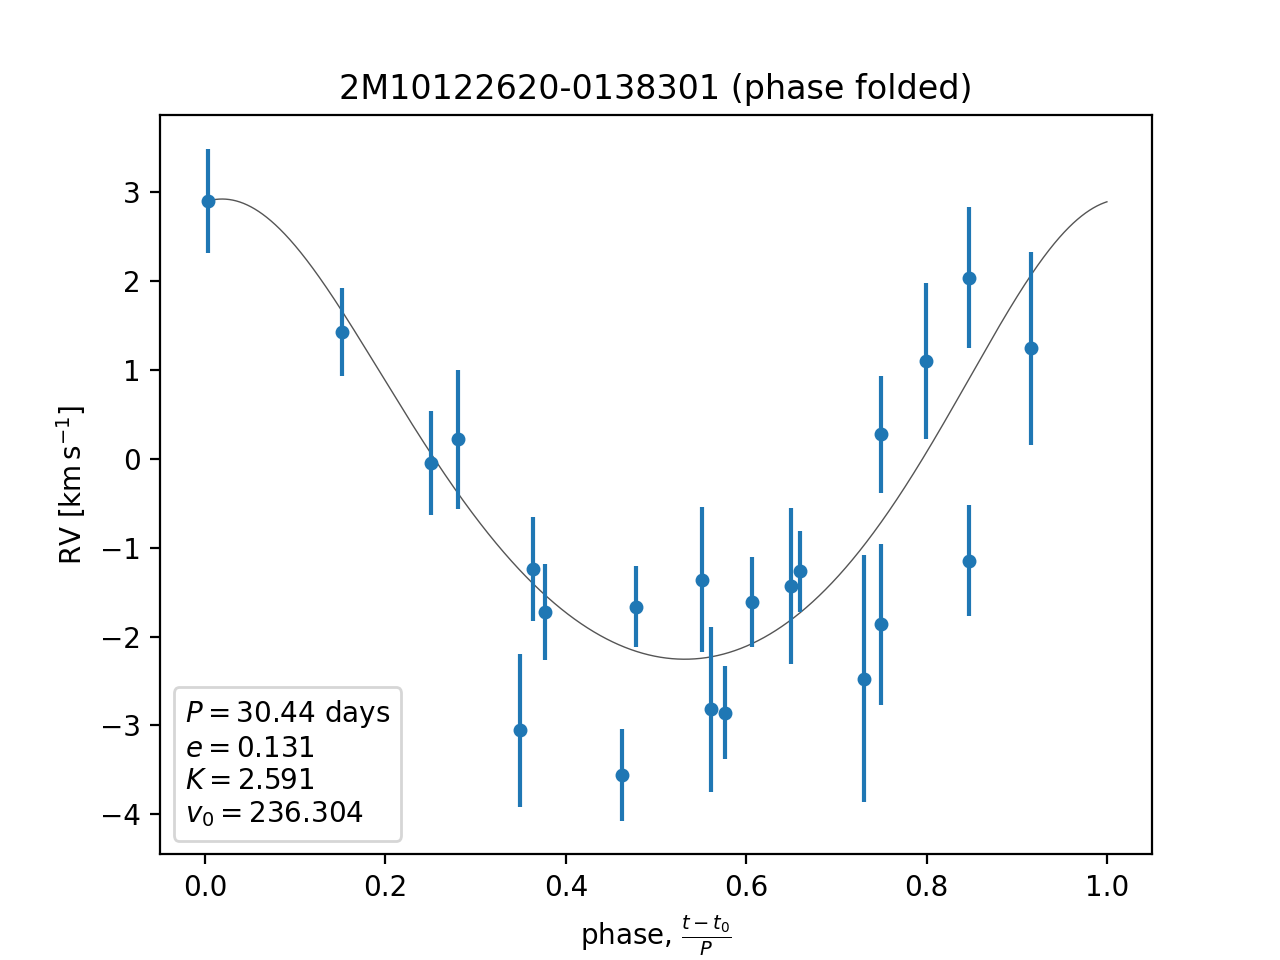 2M10122620-0138301 (phase folded)
RV [km s⁻¹]
3
2
1
0
−1
−2
−3
−4
P = 30.44 days
e = 0.131
K = 2.591
v₀ = 236.304
0.0 0.2 0.4 0.6 0.8 1.0
phase, (t − t₀)/P